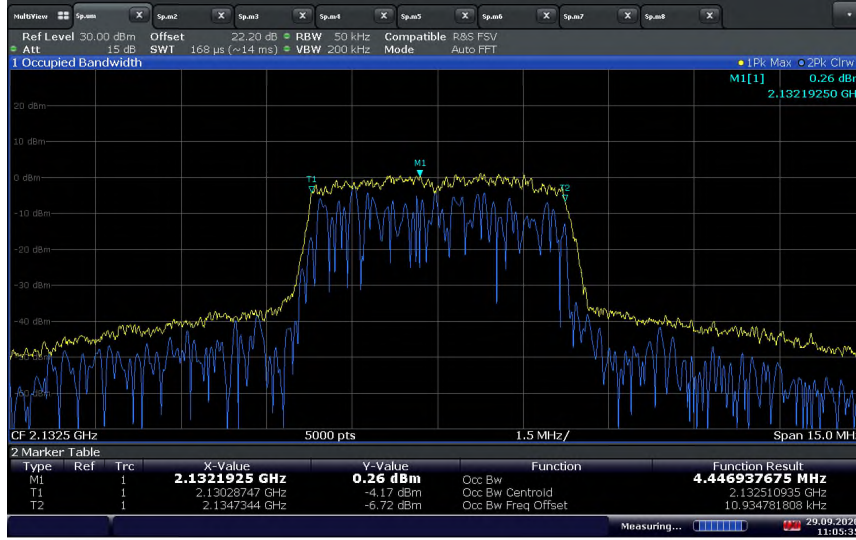 MultiView Sp.um X Sp.m2 X Sp.m3 X Sp.m4 X Sp.m5 X Sp.m6 X Sp.m7 X Sp.m8 X
Ref Level 30.00 dBm Offset 22.20 dB RBW 50 kHz Compatible R&S FSV
Att 15 dB SWT 168 µs (~14 ms) VBW 200 kHz Mode Auto FFT
1 Occupied Bandwidth 1Pk Max 2Pk Clrw
M1[1] 0.26 dBm
2.13219250 GH
20 dBm
10 dBm
M1
0 dBm
T1
T2
-10 dBm
-20 dBm
-30 dBm
-40 dBm
CF 2.1325 GHz 5000 pts 1.5 MHz/ Span 15.0 MHz
2 Marker Table
Type Ref Trc X-Value Y-Value Function Function Result
M1 1 2.1321925 GHz 0.26 dBm Occ Bw 4.446937675 MHz
T1 1 2.13028747 GHz -4.17 dBm Occ Bw Centroid 2.132510935 GHz
T2 1 2.1347344 GHz -6.72 dBm Occ Bw Freq Offset 10.934781808 kHz
Measuring... 29.09.2020
11:05:35